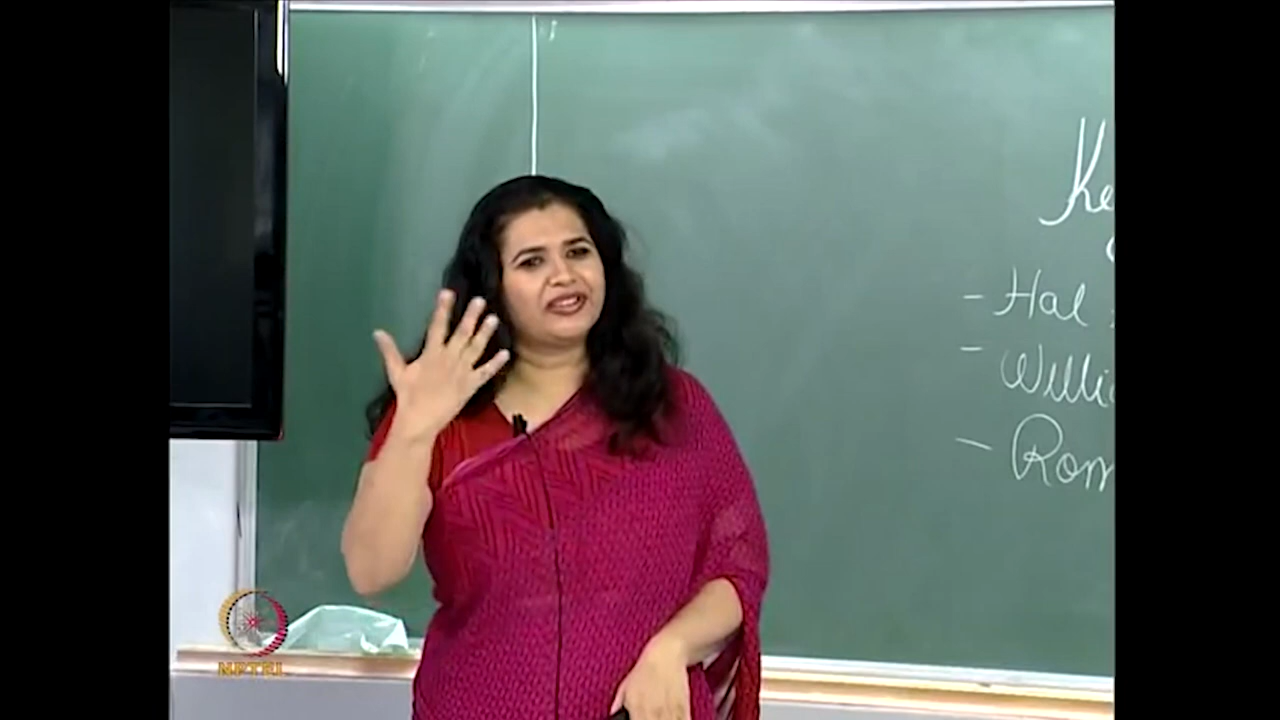 Ke
- Hal
- Willi
- Rom
NPTEL